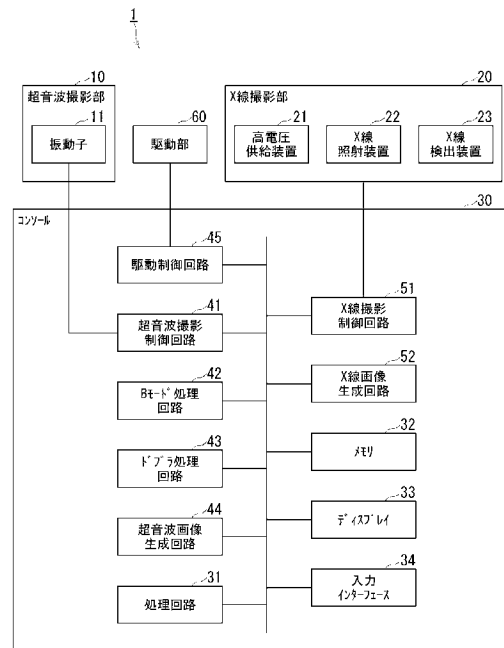 1
10
超音波撮影部
11
振動子
60
駆動部
20
X線撮影部
21
高電圧
供給装置
22
X線
照射装置
23
X線
検出装置
30
コンソール
45
駆動制御回路
41
超音波撮影
制御回路
42
Bモード処理
回路
43
ドプラ処理
回路
44
超音波画像
生成回路
31
処理回路
51
X線撮影
制御回路
52
X線画像
生成回路
32
メモリ
33
ディスプレイ
34
入力
インターフェース